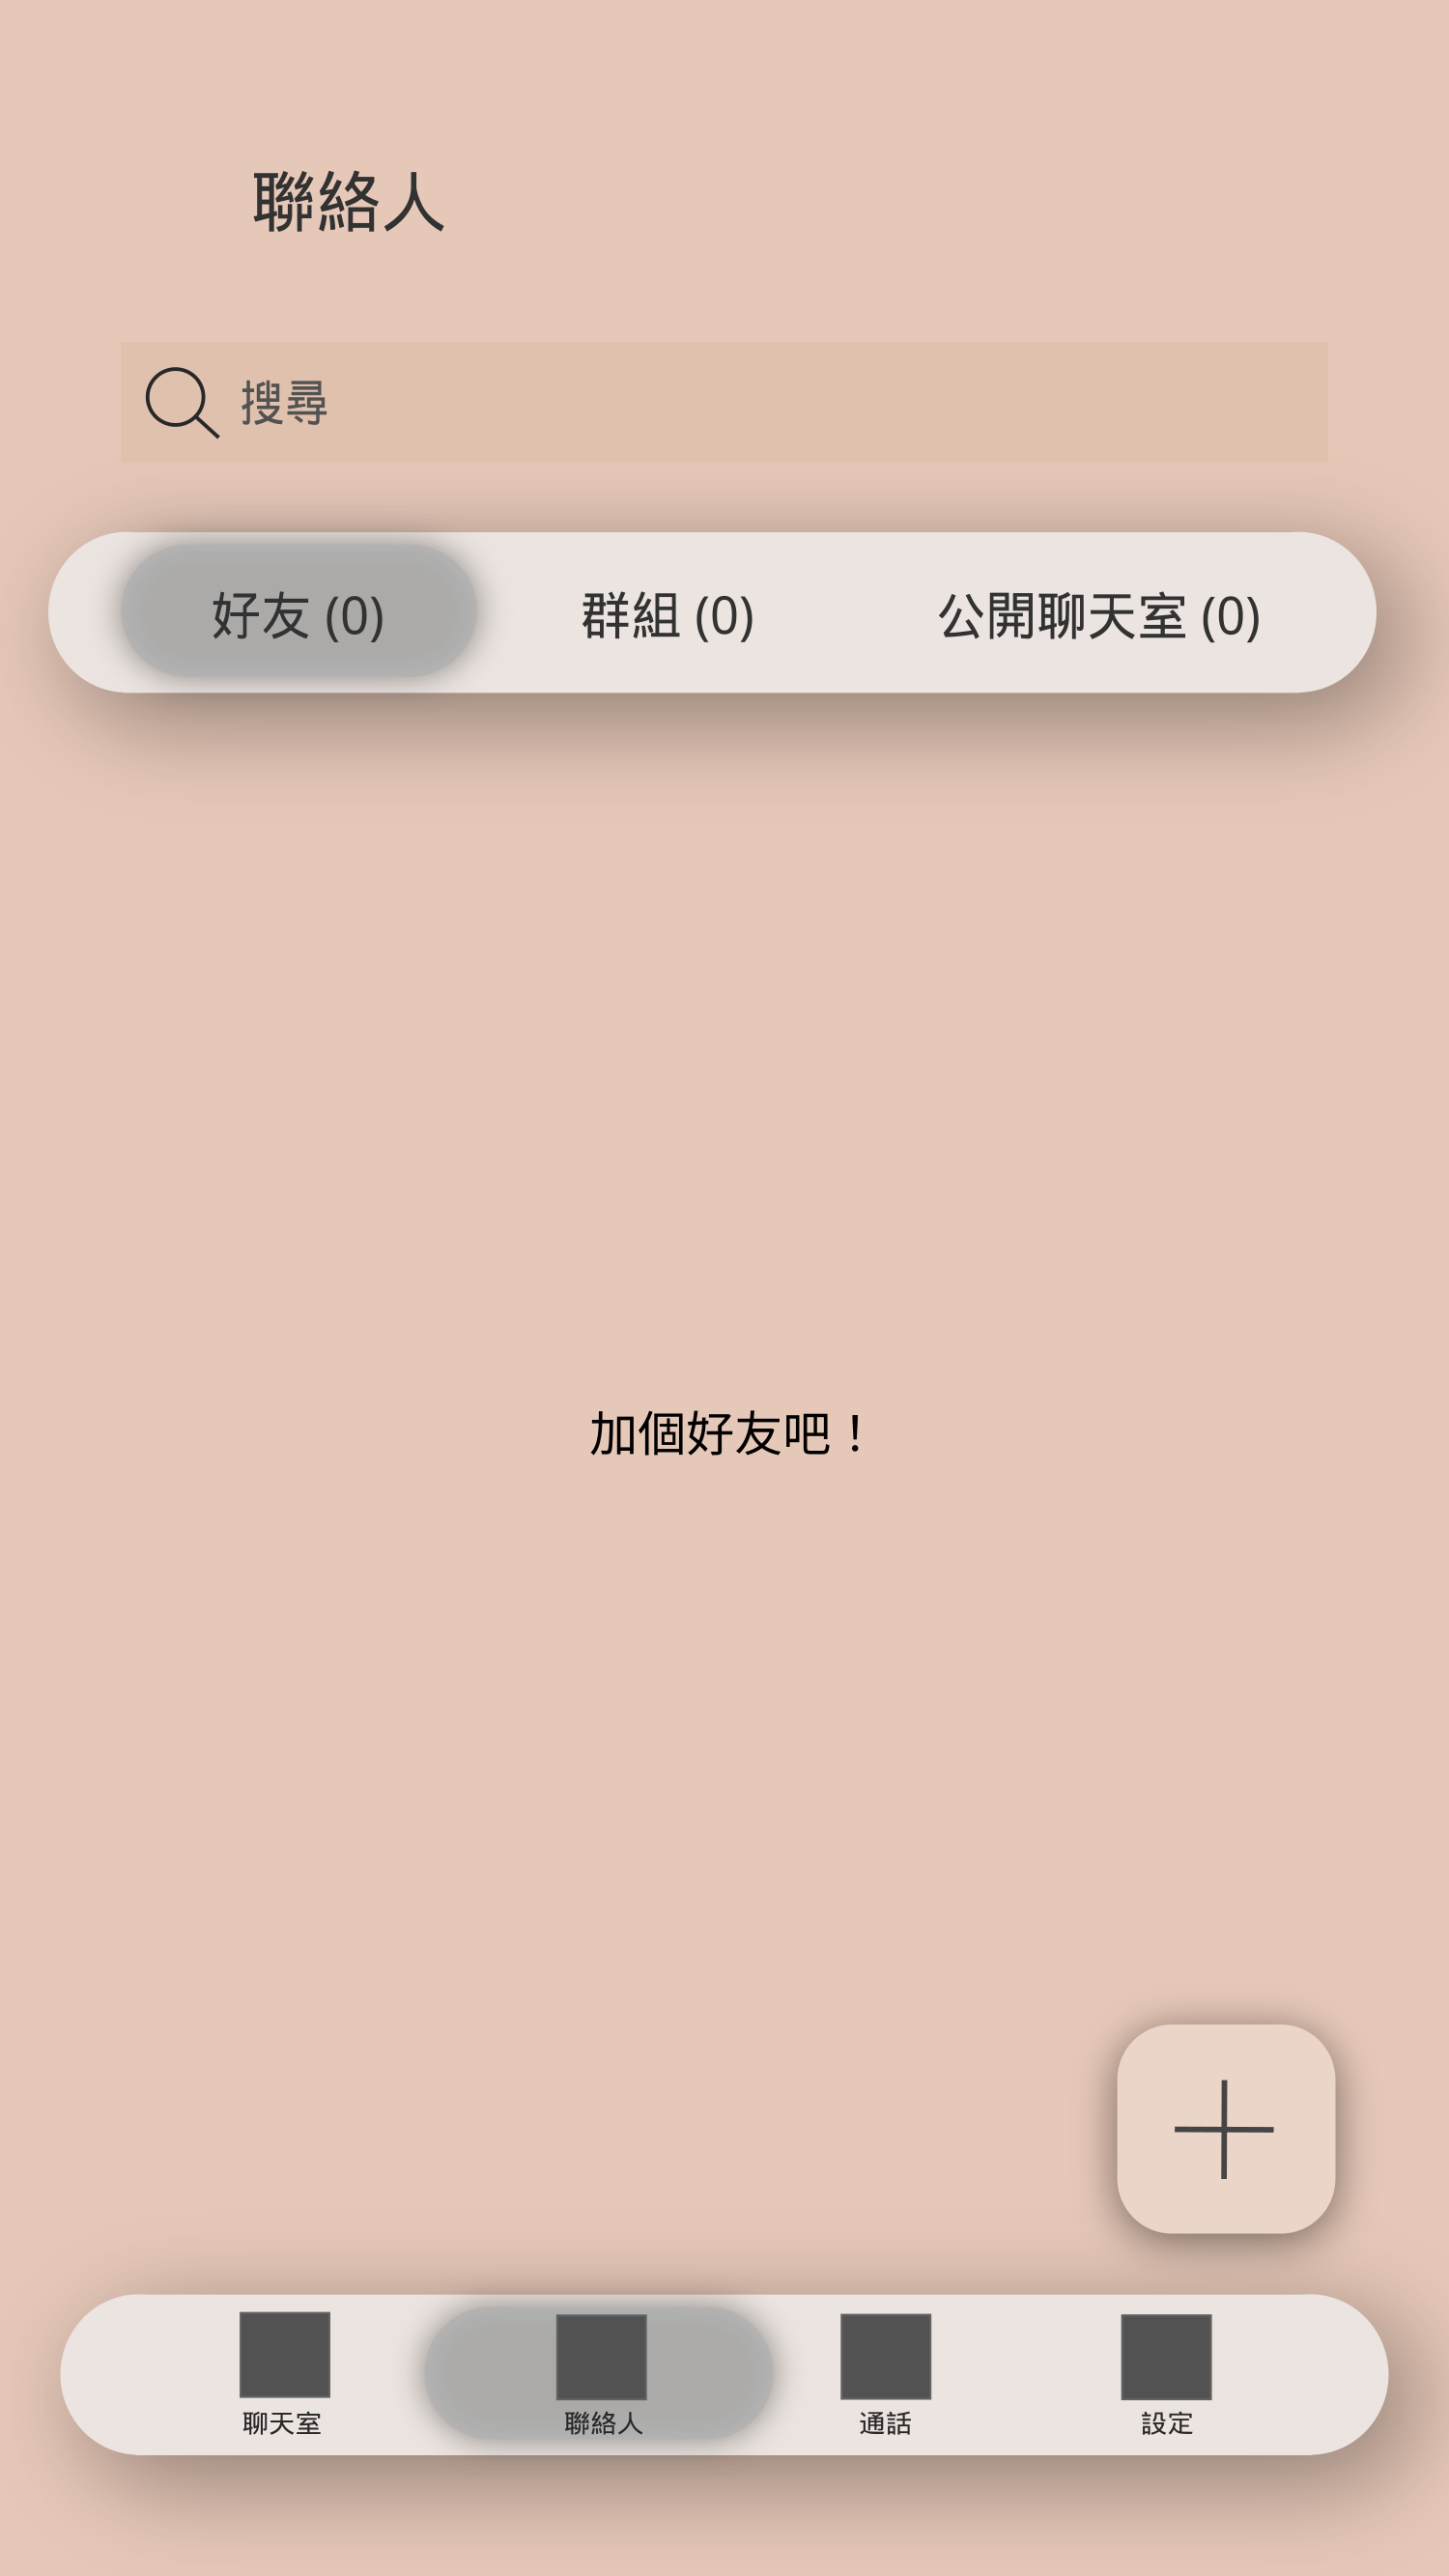 聯絡人
搜尋
好友 (0) 群組 (0) 公開聊天室 (0)
加個好友吧！
聊天室 聯絡人 通話 設定